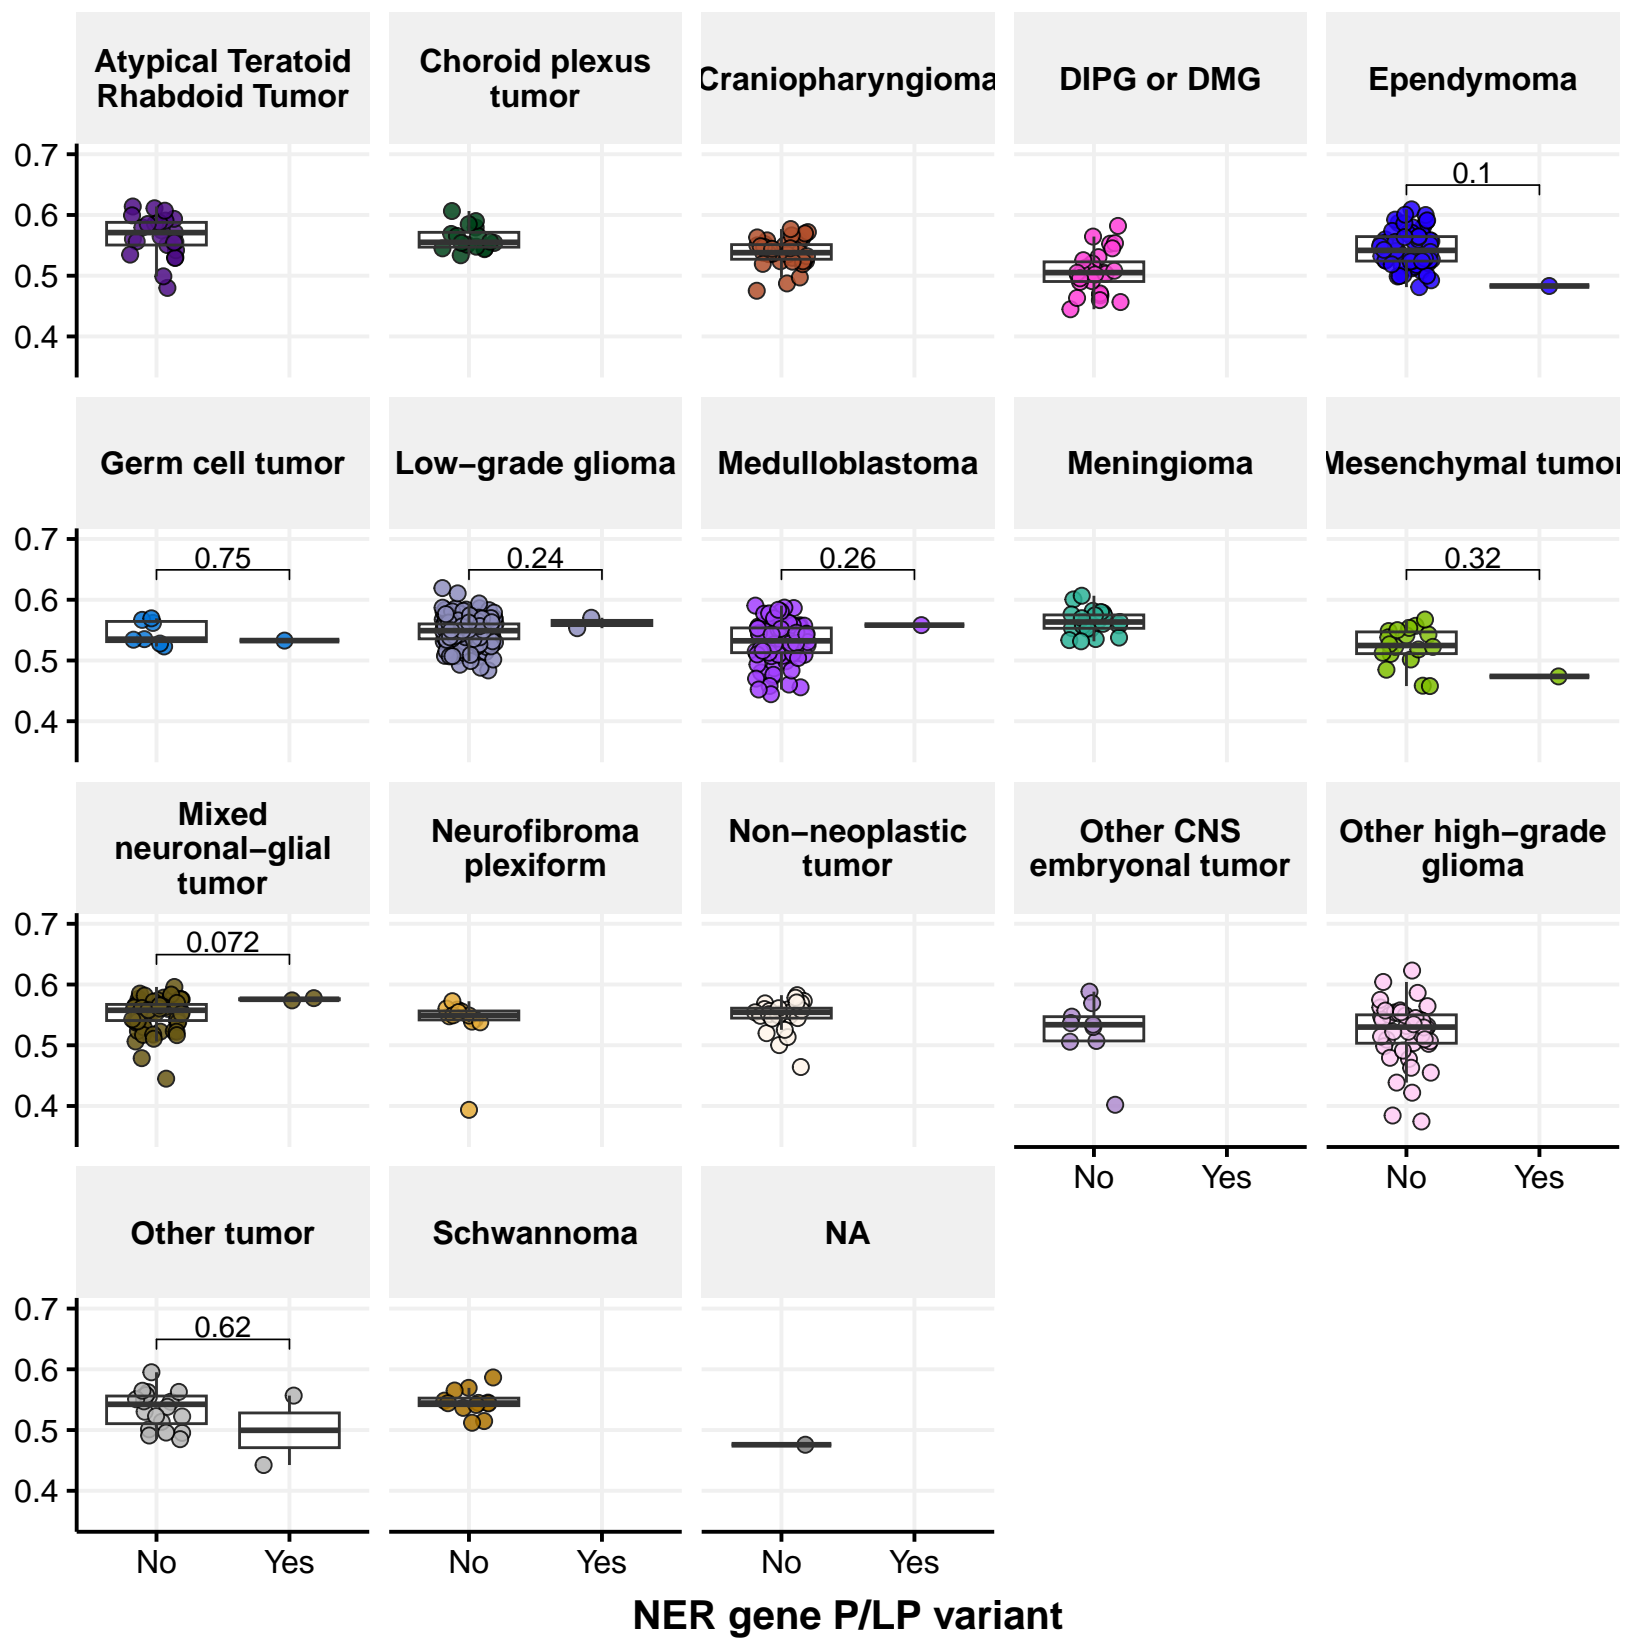 Atypical Teratoid
Rhabdoid Tumor
Choroid plexus
tumor
Craniopharyngioma
DIPG or DMG
Ependymoma
0.7
0.6
0.5
0.4
0.1
Germ cell tumor
Low−grade glioma
Medulloblastoma
Meningioma
Mesenchymal tumor
0.7
0.6
0.5
0.4
0.75
0.24
0.26
0.32
Mixed
neuronal−glial
tumor
Neurofibroma
plexiform
Non−neoplastic
tumor
Other CNS
embryonal tumor
Other high−grade
glioma
0.7
0.6
0.5
0.4
0.072
No
Yes
No
Yes
Other tumor
Schwannoma
NA
0.7
0.6
0.5
0.4
0.62
No
Yes
No
Yes
No
Yes
NER gene P/LP variant